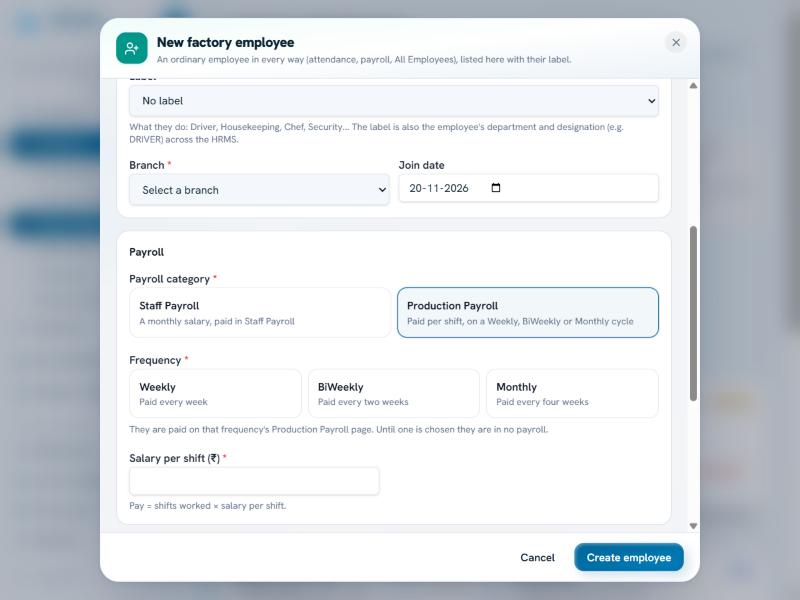 New factory employee
An ordinary employee in every way (attendance, payroll, All Employees), listed here with their label.
Label
No label
What they do: Driver, Housekeeping, Chef, Security... The label is also the employee's department and designation (e.g.
DRIVER) across the HRMS.
Branch *
Join date
Select a branch
20-11-2026
Payroll
Payroll category *
Staff Payroll
Production Payroll
A monthly salary, paid in Staff Payroll
Paid per shift, on a Weekly, BiWeekly or Monthly cycle
Frequency *
Weekly
BiWeekly
Monthly
Paid every week
Paid every two weeks
Paid every four weeks
They are paid on that frequency's Production Payroll page. Until one is chosen they are in no payroll.
Salary per shift (₹) *
Pay = shifts worked × salary per shift.
Cancel
Create employee